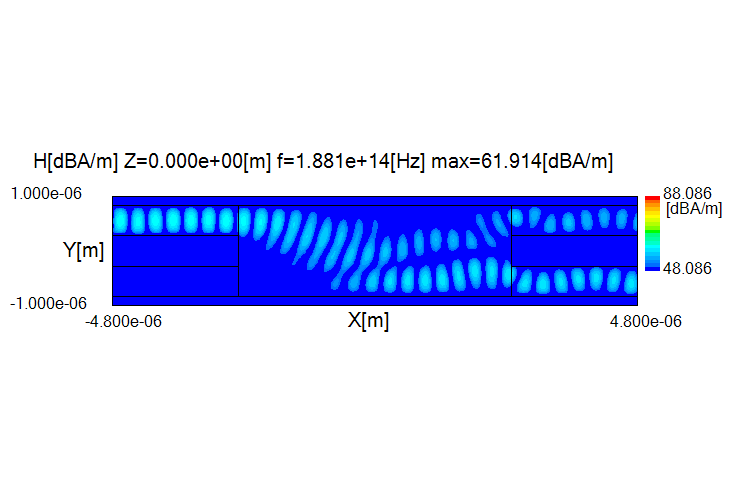 H[dBA/m] Z=0.000e+00[m] f=1.881e+14[Hz] max=61.914[dBA/m]
1.000e-06
88.086
[dBA/m]
Y[m]
48.086
-1.000e-06
-4.800e-06
X[m]
4.800e-06